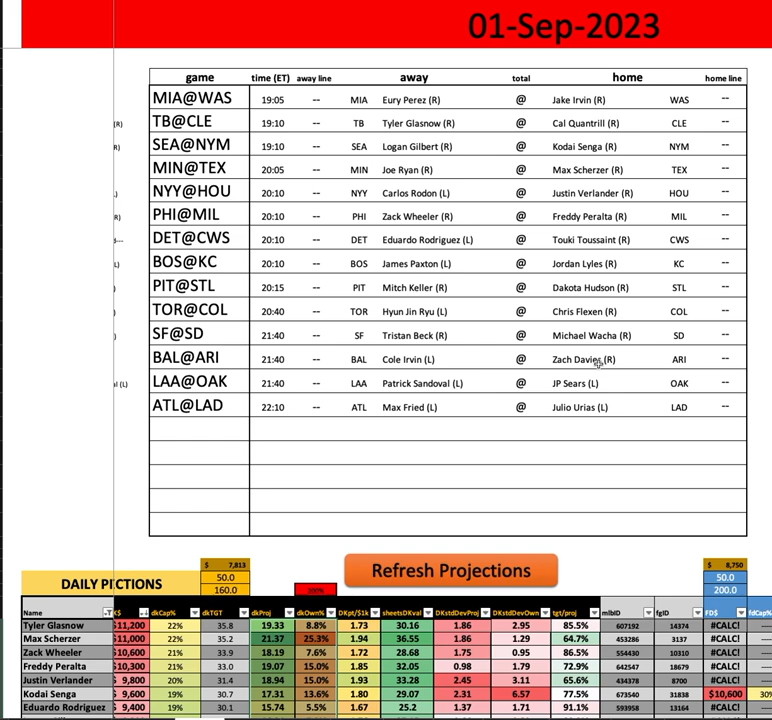 01-Sep-2023
game time (ET) away line away total home home line
MIA@WAS 19:05 -- MIA Eury Perez (R) @ Jake Irvin (R) WAS --
(R) TB@CLE 19:10 -- TB Tyler Glasnow (R) @ Cal Quantrill (R) CLE --
R) SEA@NYM 19:10 -- SEA Logan Gilbert (R) @ Kodai Senga (R) NYM --
MIN@TEX 20:05 -- MIN Joe Ryan (R) @ Max Scherzer (R) TEX --
.) NYY@HOU 20:10 -- NYY Carlos Rodon (L) @ Justin Verlander (R) HOU --
R) PHI@MIL 20:10 -- PHI Zack Wheeler (R) @ Freddy Peralta (R) MIL --
DET@CWS 20:10 -- DET Eduardo Rodriguez (L) @ Touki Toussaint (R) CWS --
L) BOS@KC 20:10 -- BOS James Paxton (L) @ Jordan Lyles (R) KC --
) PIT@STL 20:15 -- PIT Mitch Keller (R) @ Dakota Hudson (R) STL --
TOR@COL 20:40 -- TOR Hyun Jin Ryu (L) @ Chris Flexen (R) COL --
) SF@SD 21:40 -- SF Tristan Beck (R) @ Michael Wacha (R) SD --
BAL@ARI 21:40 -- BAL Cole Irvin (L) @ Zach Davies (R) ARI --
al (L) LAA@OAK 21:40 -- LAA Patrick Sandoval (L) @ JP Sears (L) OAK --
ATL@LAD 22:10 -- ATL Max Fried (L) @ Julio Urias (L) LAD --
$ 7,813 Refresh Projections $ 8,750
DAILY P CTIONS 50.0 50.0
160.0 300% 200.0
Name K$ dkCap% dkTGT dkProj dkOwn% DKpt/$1k sheetsDKval DKstdDevProj DKstdDevOwn tgt/proj mlbID fgID FD$ fdCap%
Tyler Glasnow $11,200 22% 35.8 19.33 8.8% 1.73 30.16 1.86 2.95 85.5% 607192 14374 #CALC!
Max Scherzer $11,000 22% 35.2 21.37 25.3% 1.94 36.55 1.86 1.29 64.7% 453286 3137 #CALC!
Zack Wheeler $10,600 21% 33.9 18.19 7.6% 1.72 28.68 1.75 0.95 86.5% 554430 10310 #CALC!
Freddy Peralta $10,300 21% 33.0 19.07 15.0% 1.85 32.05 0.98 1.79 72.9% 642547 18679 #CALC!
Justin Verlander $ 9,800 20% 31.4 18.94 15.0% 1.93 33.28 2.45 3.11 65.6% 434378 8700 #CALC!
Kodai Senga $ 9,600 19% 30.7 17.31 13.6% 1.80 29.07 2.31 6.57 77.5% 673540 31838 $10,600 30%
Eduardo Rodriguez $ 9,400 19% 30.1 15.74 5.5% 1.67 25.2 1.37 1.71 91.1% 593958 13164 #CALC!